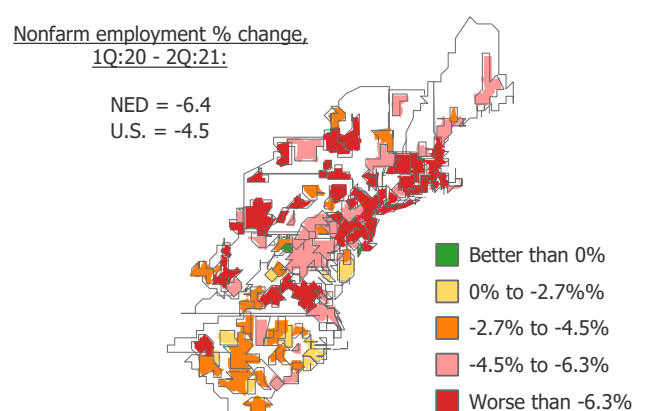 Nonfarm employment % change,
1Q:20 - 2Q:21:
NED = -6.4
U.S. = -4.5
Better than 0%
0% to -2.7%%
-2.7% to -4.5%
-4.5% to -6.3%
Worse than -6.3%